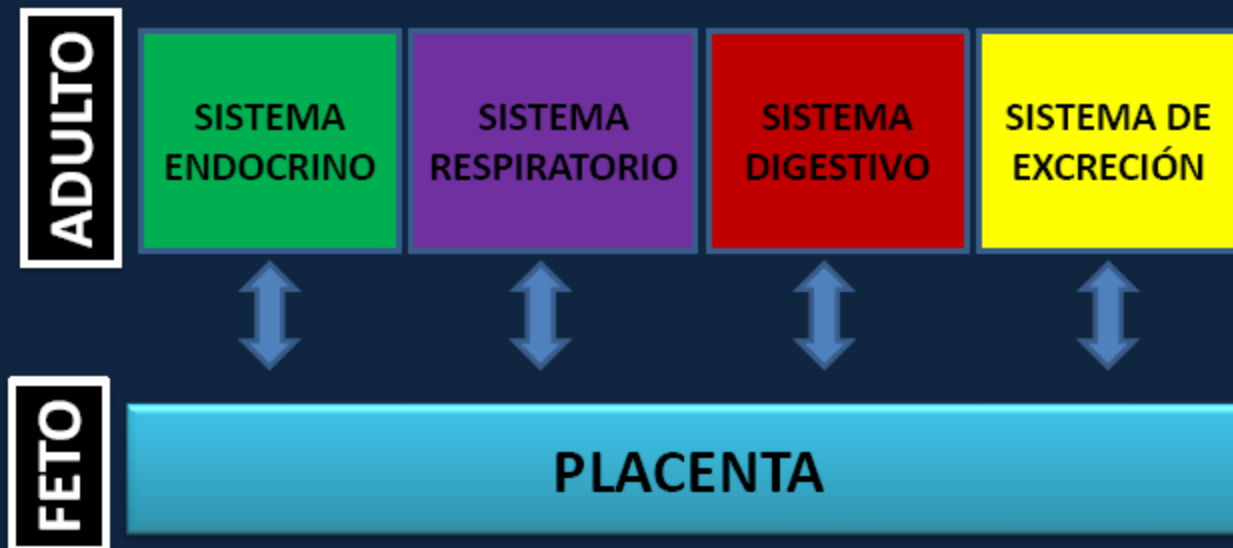 ADULTO
SISTEMA
ENDOCRINO
SISTEMA
RESPIRATORIO
SISTEMA
DIGESTIVO
SISTEMA DE
EXCRECIÓN
FETO
PLACENTA